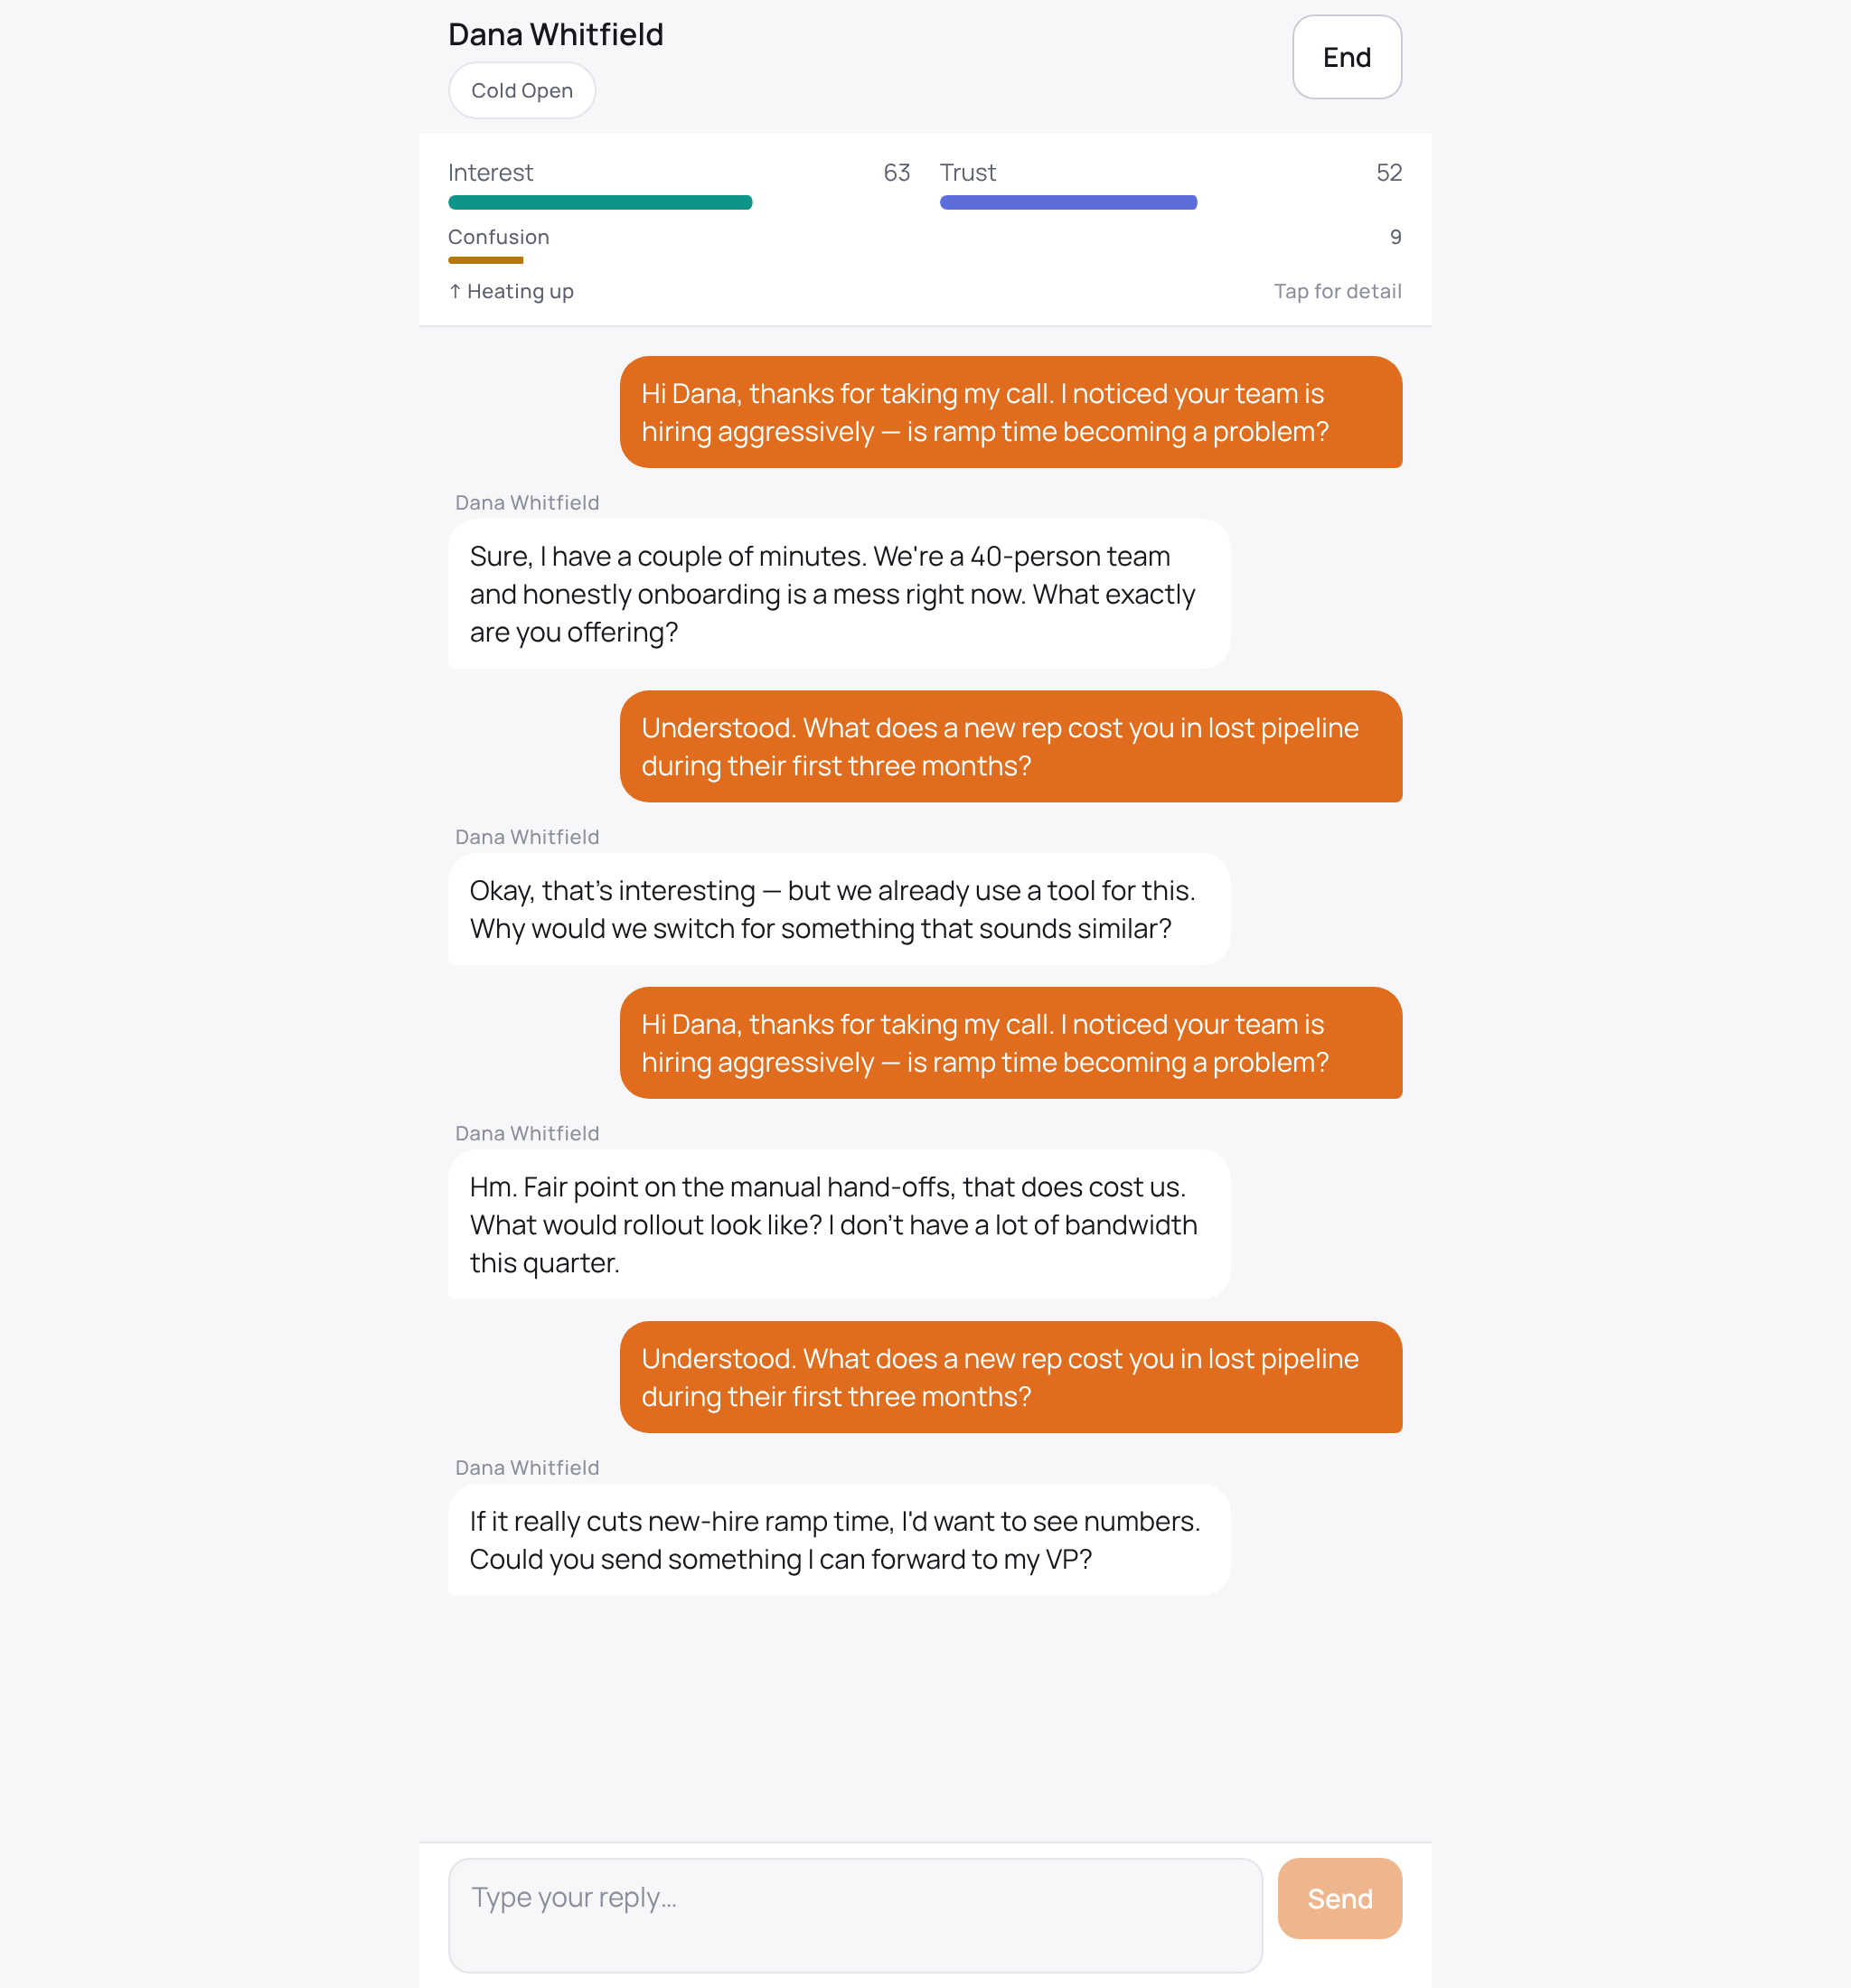 Dana Whitfield
End
Cold Open
Interest 63
Trust 52
Confusion 9
↑ Heating up
Tap for detail
Hi Dana, thanks for taking my call. I noticed your team is
hiring aggressively — is ramp time becoming a problem?
Dana Whitfield
Sure, I have a couple of minutes. We're a 40-person team
and honestly onboarding is a mess right now. What exactly
are you offering?
Understood. What does a new rep cost you in lost pipeline
during their first three months?
Dana Whitfield
Okay, that’s interesting — but we already use a tool for this.
Why would we switch for something that sounds similar?
Hi Dana, thanks for taking my call. I noticed your team is
hiring aggressively — is ramp time becoming a problem?
Dana Whitfield
Hm. Fair point on the manual hand-offs, that does cost us.
What would rollout look like? I don’t have a lot of bandwidth
this quarter.
Understood. What does a new rep cost you in lost pipeline
during their first three months?
Dana Whitfield
If it really cuts new-hire ramp time, I'd want to see numbers.
Could you send something I can forward to my VP?
Type your reply…
Send